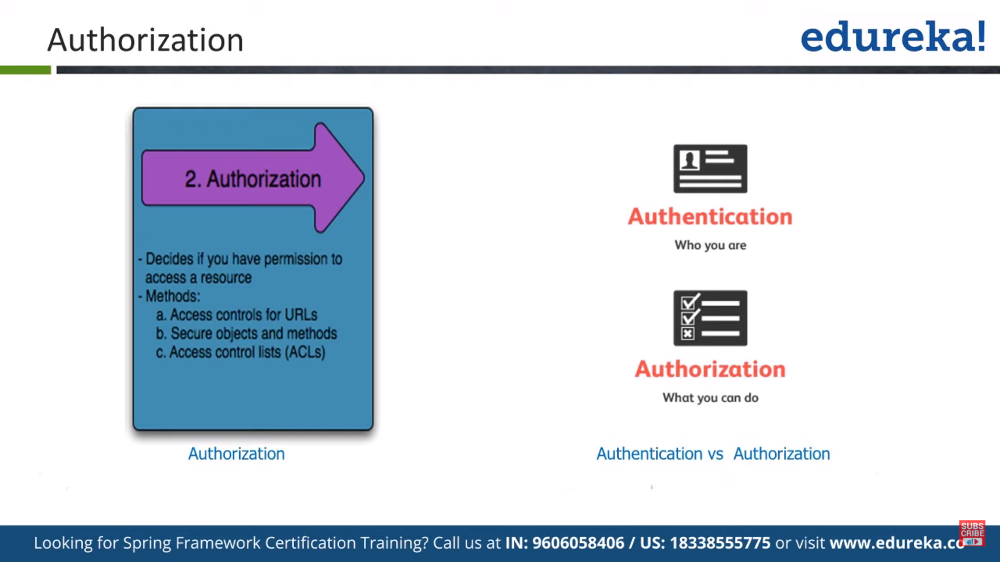 Authorization
edureka!
2. Authorization
- Decides if you have permission to
access a resource
- Methods:
a. Access controls for URLs
b. Secure objects and methods
c. Access control lists (ACLs)
Authorization
Authentication
Who you are
Authorization
What you can do
Authentication vs Authorization
Looking for Spring Framework Certification Training? Call us at IN: 9606058406 / US: 18338555775 or visit www.edureka.co
SUBS
CRIBE
e!